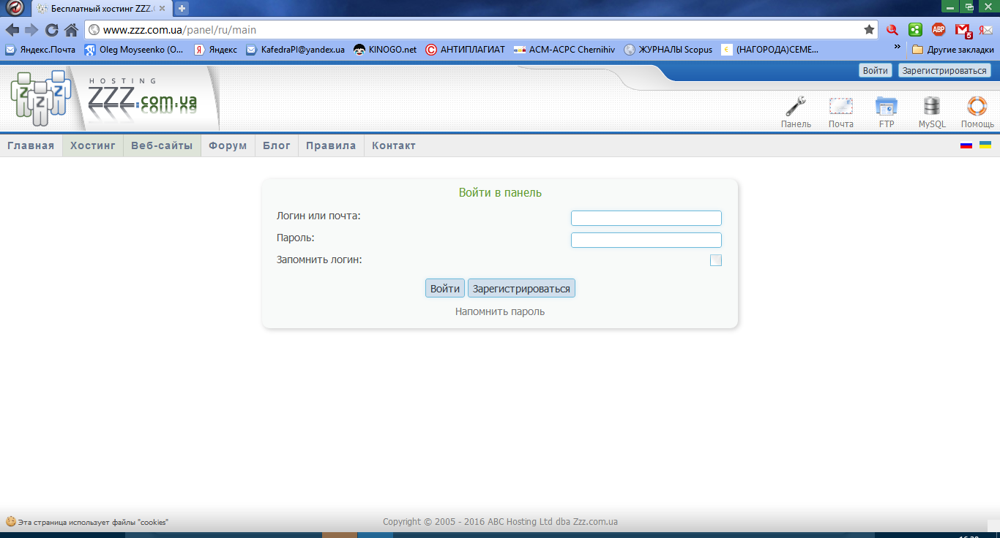 Бесплатный хостинг ZZZ.
www.zzz.com.ua/panel/ru/main
ABP
5
Яндекс.Почта
Oleg Moyseenko (О...
Яндекс
KafedraPI@yandex.ua
KINOGO.net
АНТИПЛАГИАТ
ACM-ACPC Chernihiv
ЖУРНАЛЫ Scopus
(НАГОРОДА)СЕМЕ...
»
Другие закладки
Войти
Зарегистрироваться
HOSTING
ZZZ.com.ua
Панель
Почта
FTP
MySQL
Помощь
Главная
Хостинг
Веб-сайты
Форум
Блог
Правила
Контакт
Войти в панель
Логин или почта:
Пароль:
Запомнить логин:
Войти
Зарегистрироваться
Напомнить пароль
Эта страница использует файлы "cookies"
Copyright © 2005 - 2016 ABC Hosting Ltd dba Zzz.com.ua